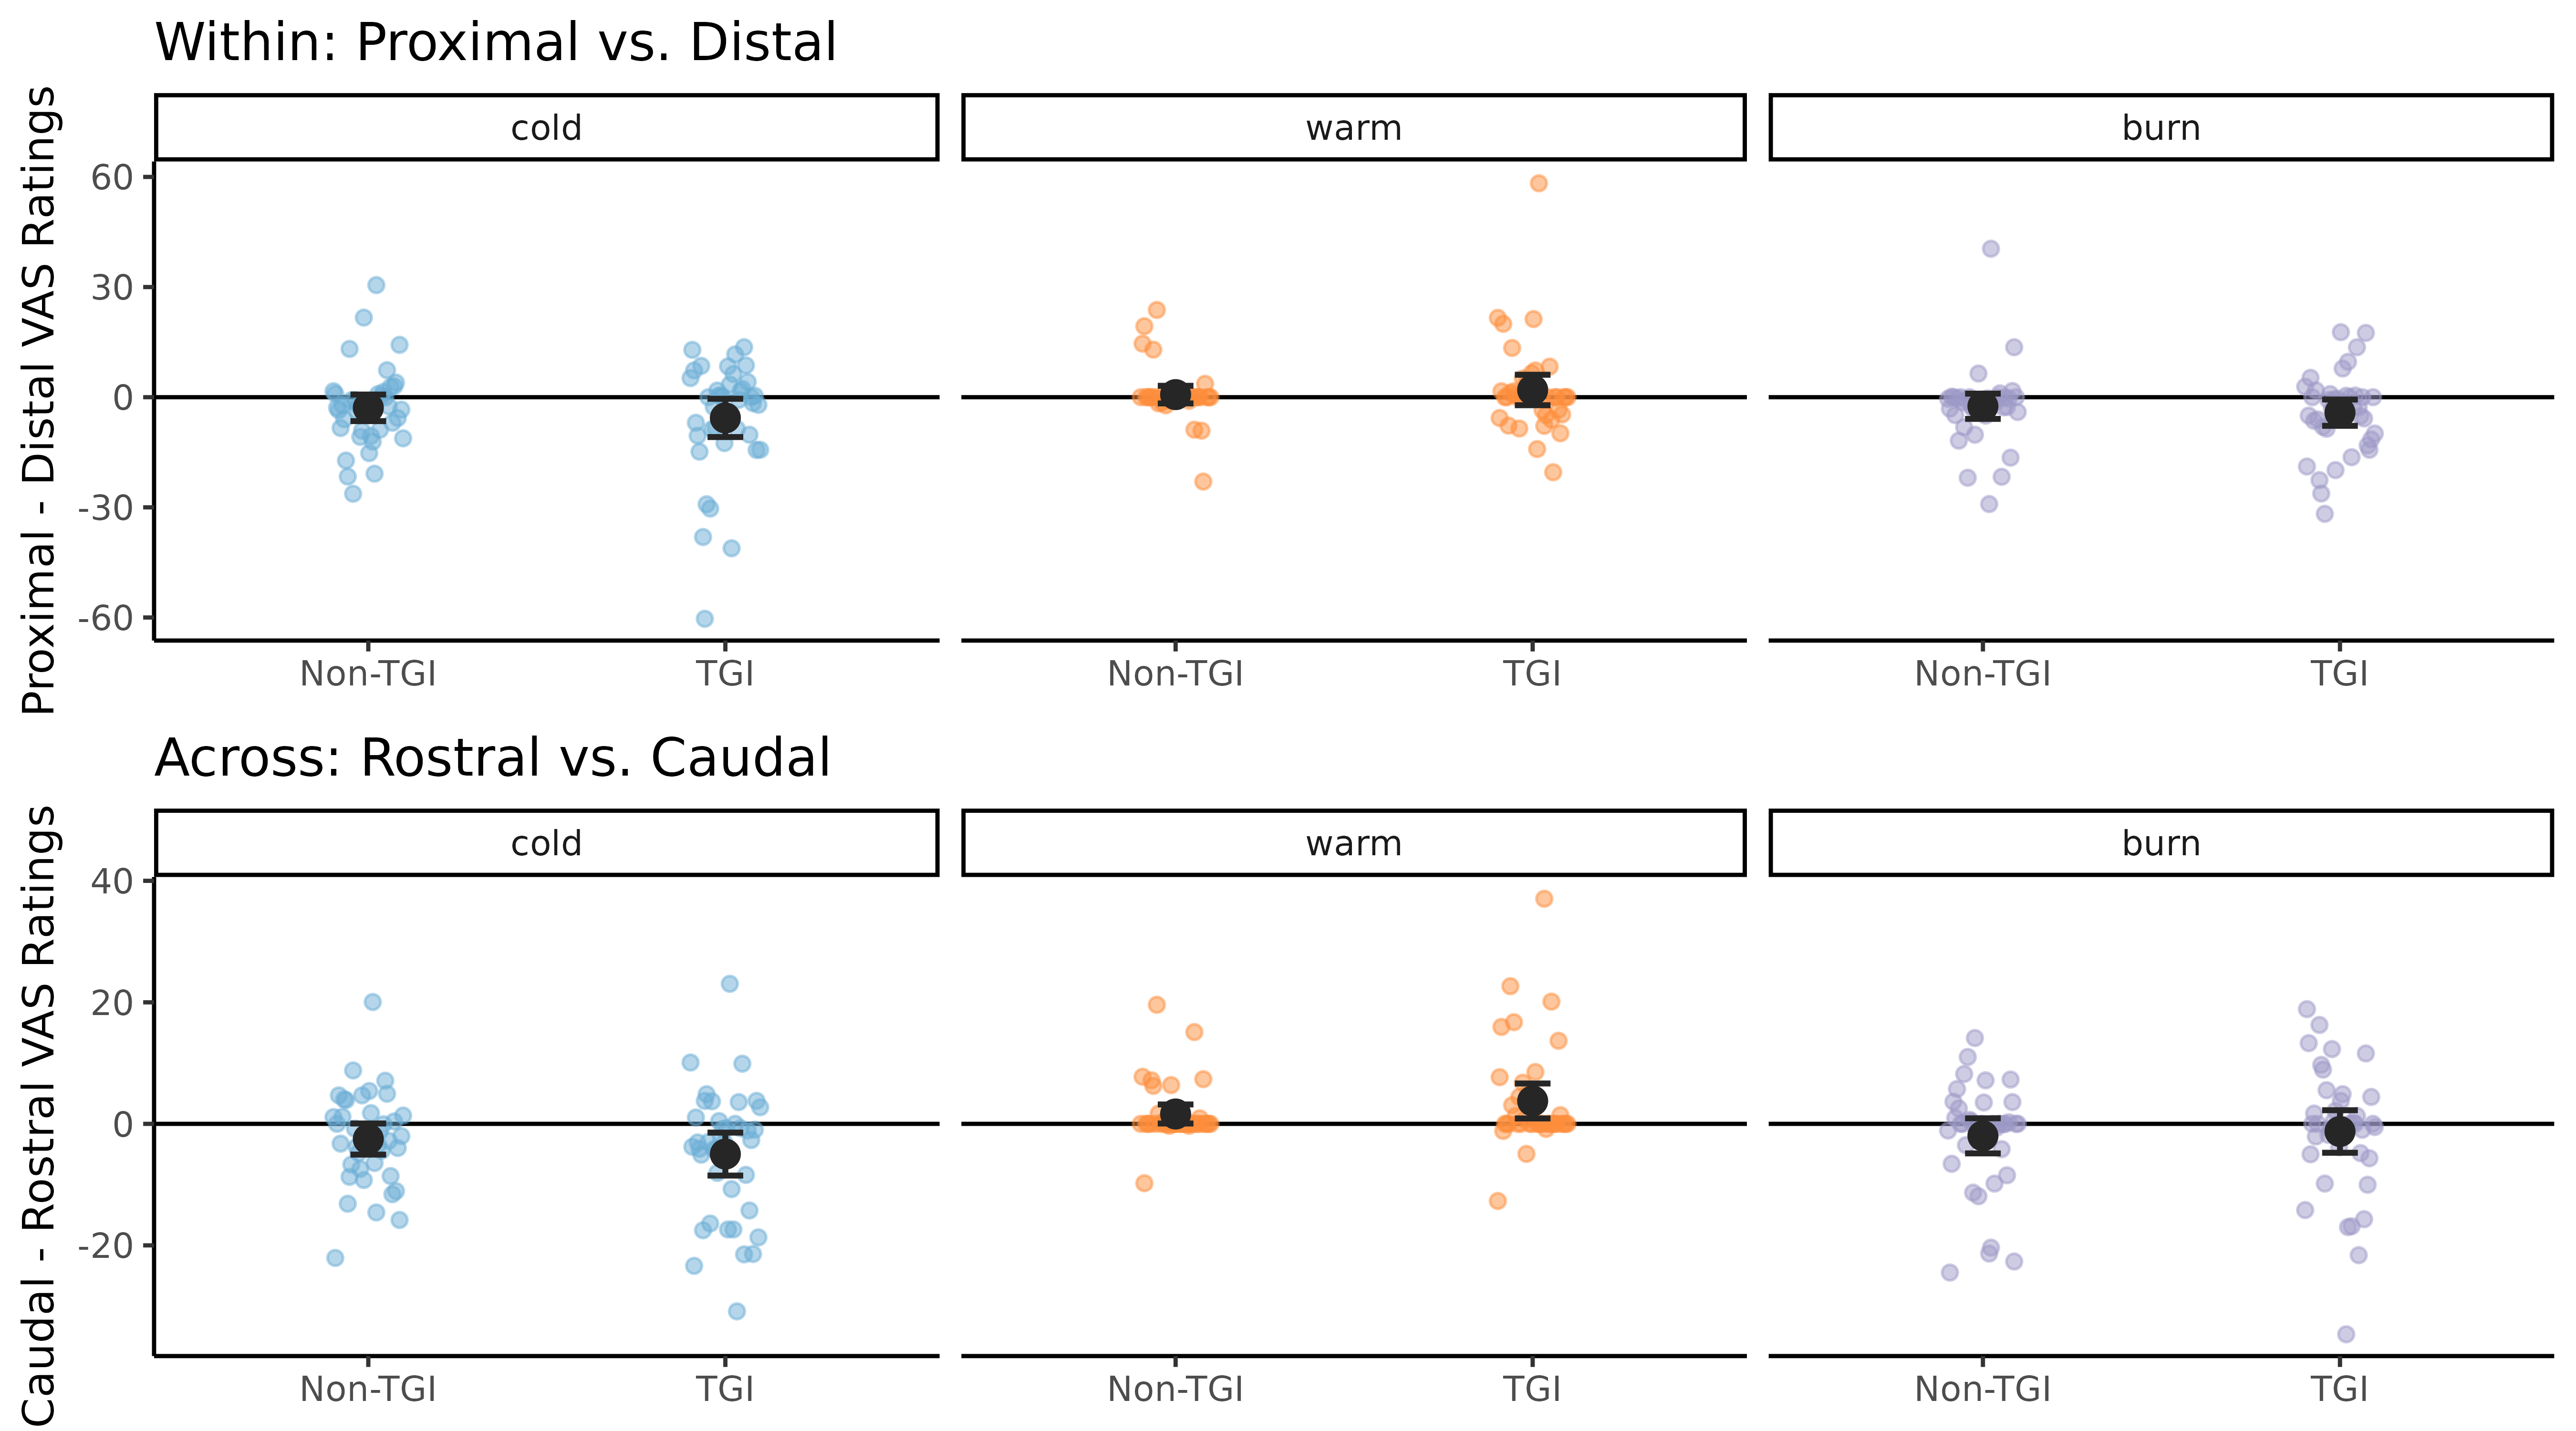 Within: Proximal vs. Distal
Proximal - Distal VAS Ratings
cold
warm
burn
60
30
0
-30
-60
Non-TGI
TGI
Non-TGI
TGI
Non-TGI
TGI
Across: Rostral vs. Caudal
Caudal - Rostral VAS Ratings
cold
warm
burn
40
20
0
-20
Non-TGI
TGI
Non-TGI
TGI
Non-TGI
TGI